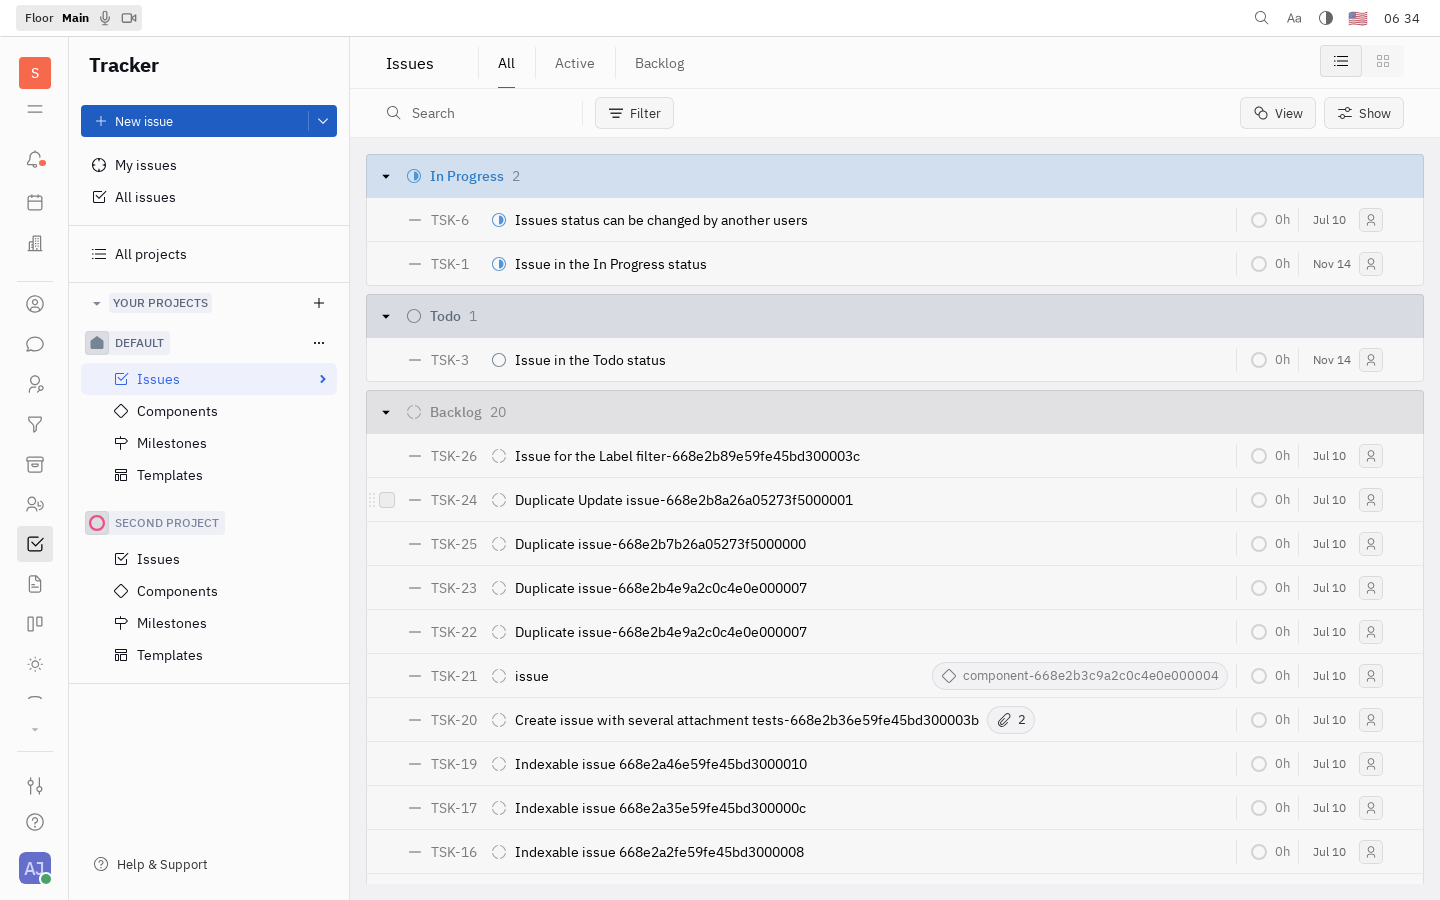 Floor Main
Aa
06 34
S
Tracker
New issue
My issues
All issues
All projects
YOUR PROJECTS
DEFAULT
Issues
Components
Milestones
Templates
SECOND PROJECT
Issues
Components
Milestones
Templates
Help & Support
AJ
Issues
All
Active
Backlog
Search
Filter
View
Show
In Progress 2
TSK-6 Issues status can be changed by another users 0h Jul 10
TSK-1 Issue in the In Progress status 0h Nov 14
Todo 1
TSK-3 Issue in the Todo status 0h Nov 14
Backlog 20
TSK-26 Issue for the Label filter-668e2b89e59fe45bd300003c 0h Jul 10
TSK-24 Duplicate Update issue-668e2b8a26a05273f5000001 0h Jul 10
TSK-25 Duplicate issue-668e2b7b26a05273f5000000 0h Jul 10
TSK-23 Duplicate issue-668e2b4e9a2c0c4e0e000007 0h Jul 10
TSK-22 Duplicate issue-668e2b4e9a2c0c4e0e000007 0h Jul 10
TSK-21 issue component-668e2b3c9a2c0c4e0e000004 0h Jul 10
TSK-20 Create issue with several attachment tests-668e2b36e59fe45bd300003b 2 0h Jul 10
TSK-19 Indexable issue 668e2a46e59fe45bd3000010 0h Jul 10
TSK-17 Indexable issue 668e2a35e59fe45bd300000c 0h Jul 10
TSK-16 Indexable issue 668e2a2fe59fe45bd3000008 0h Jul 10